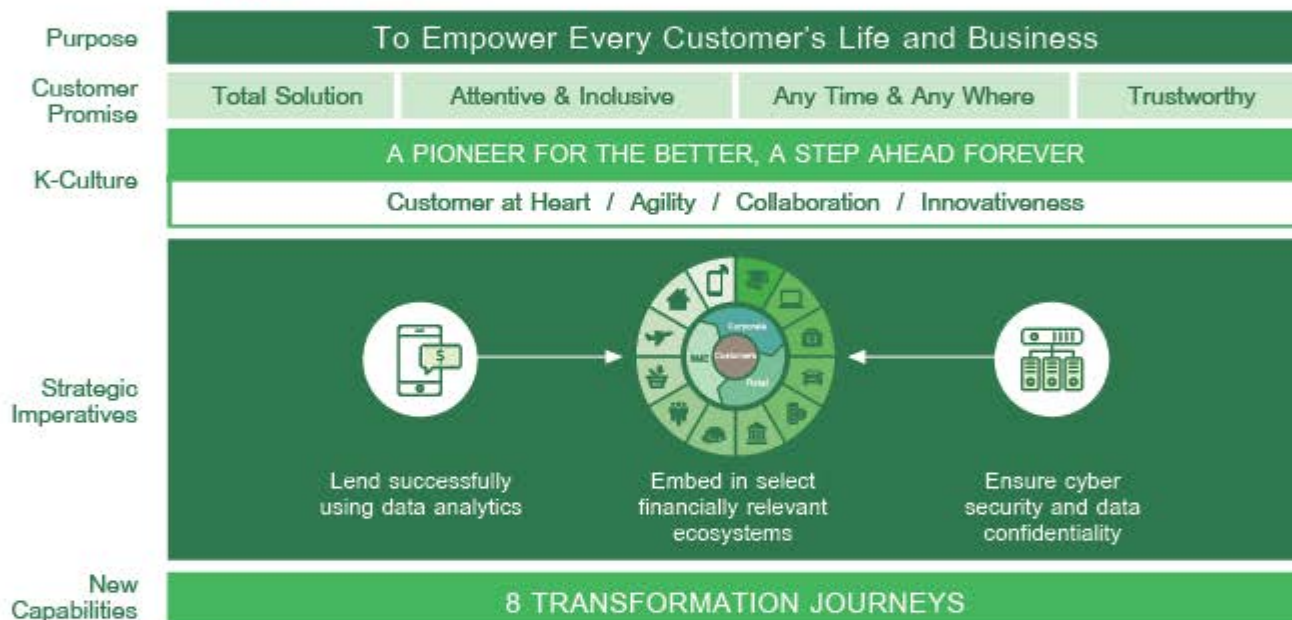 Purpose
To Empower Every Customer's Life and Business
Customer
Promise
Total Solution
Attentive & Inclusive
Any Time & Any Where
Trustworthy
K-Culture
A PIONEER FOR THE BETTER, A STEP AHEAD FOREVER
Customer at Heart / Agility / Collaboration / Innovativeness
Strategic
Imperatives
$
Corporate
Customers
Retail
Lend successfully
using data analytics
Embed in select
financially relevant
ecosystems
Ensure cyber
security and data
confidentiality
New
Capabilities
8 TRANSFORMATION JOURNEYS